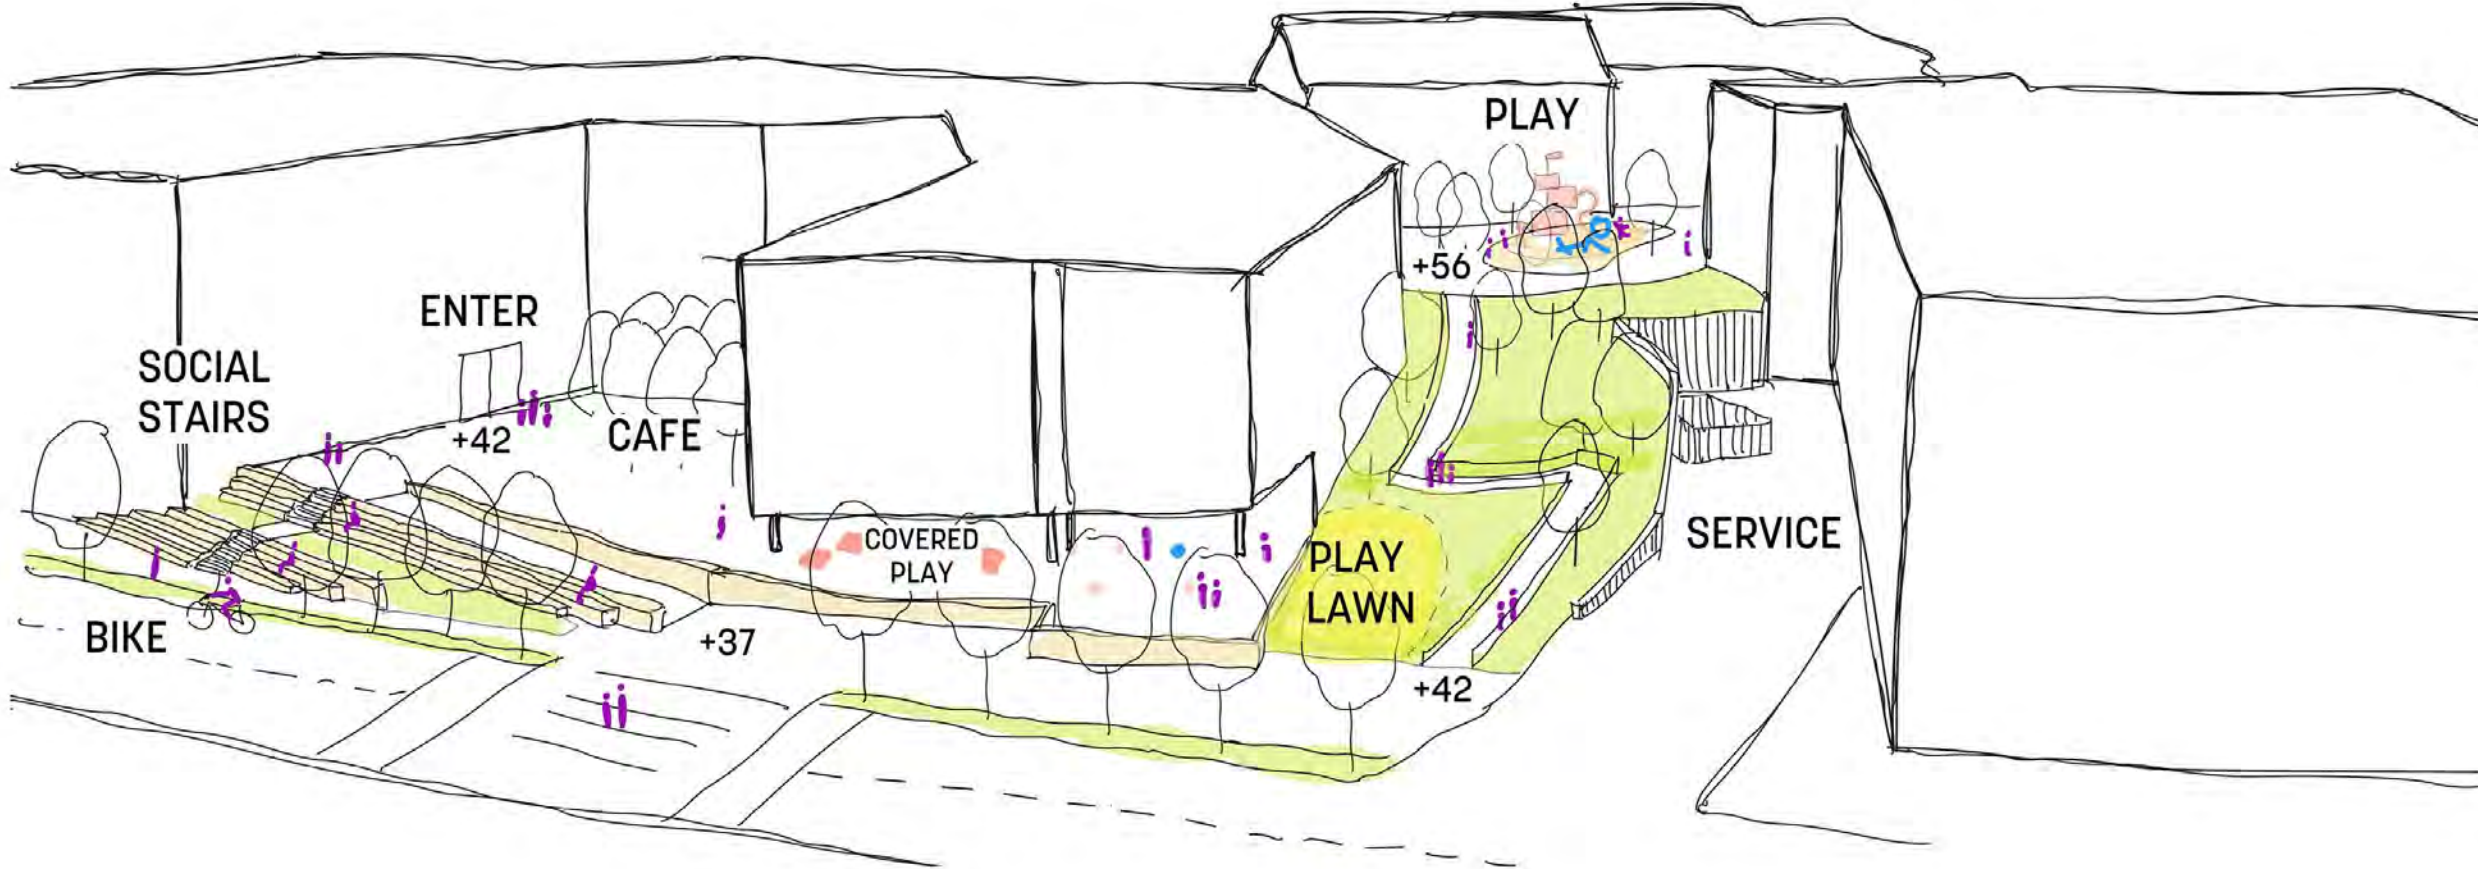 PLAY
+56
ENTER
SOCIAL
STAIRS
+42
CAFE
COVERED
PLAY
PLAY
LAWN
SERVICE
BIKE
+37
+42